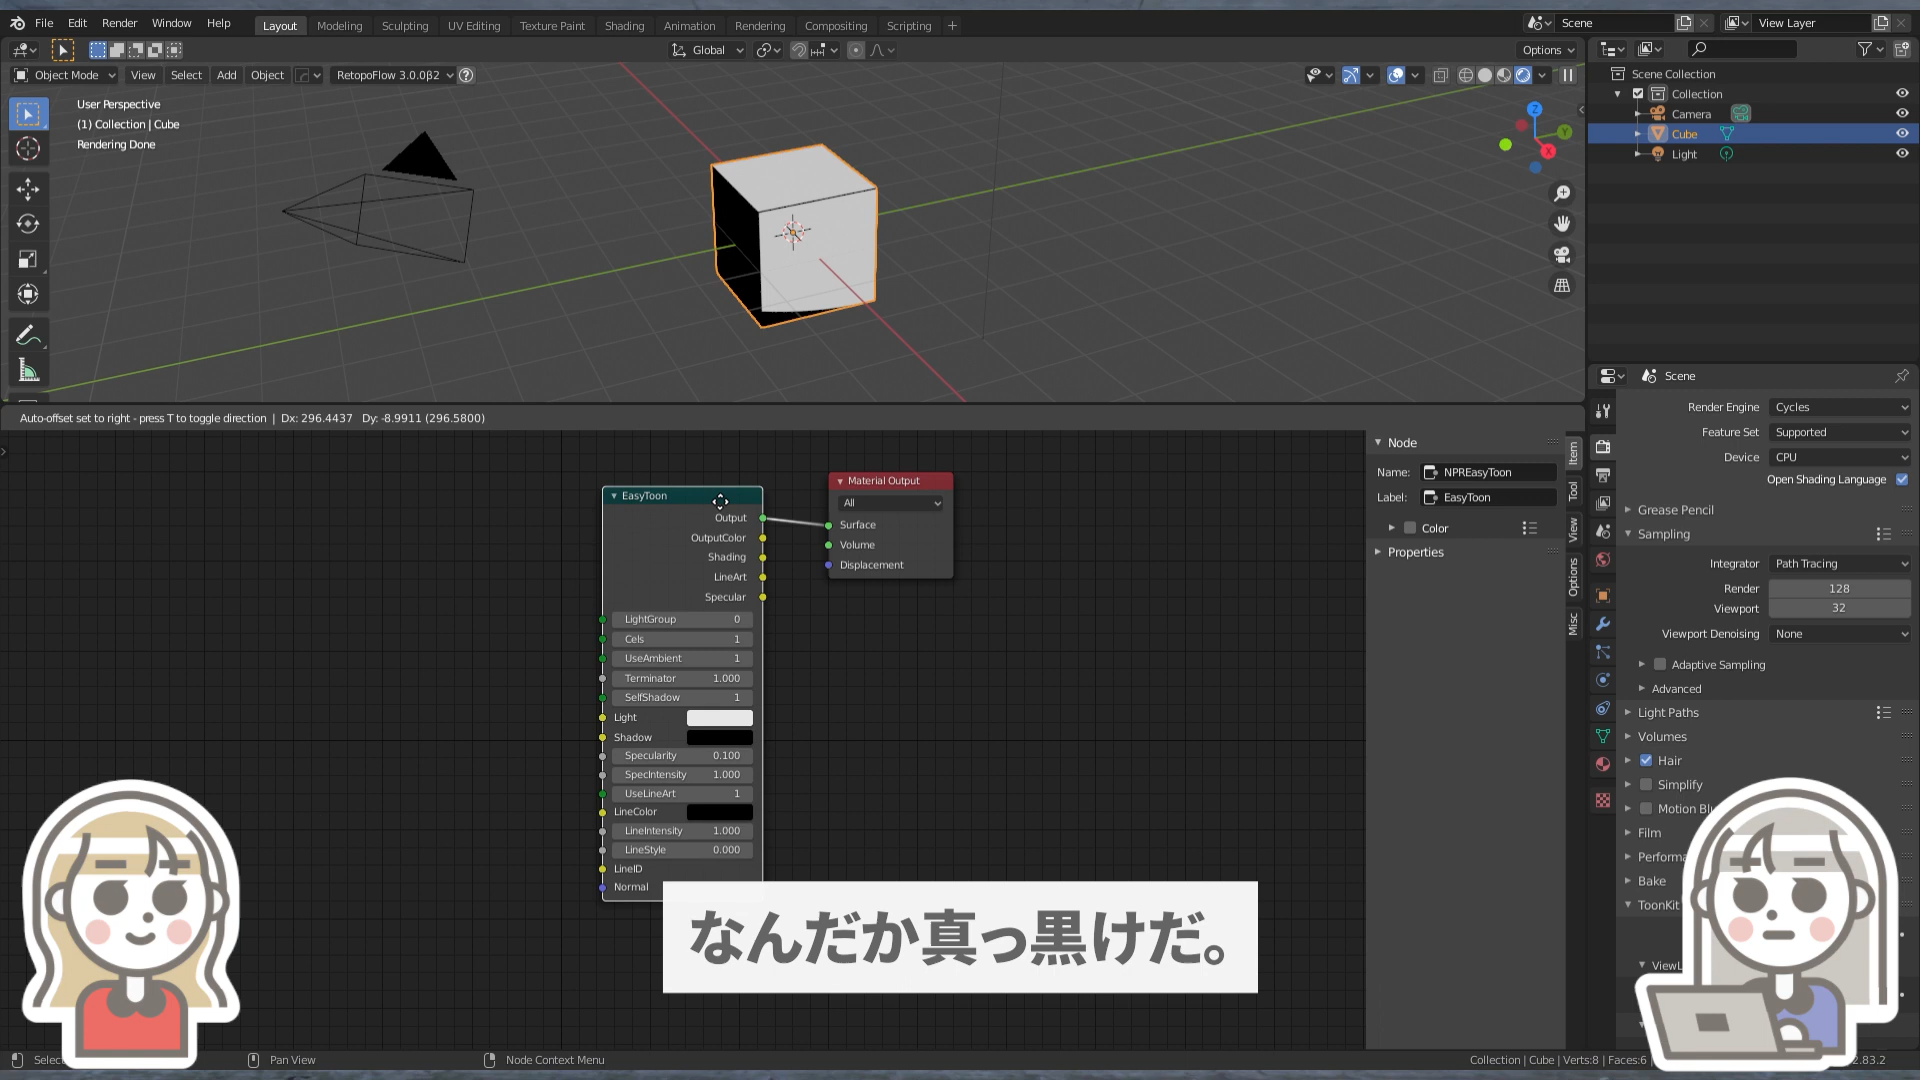 File Edit Render Window Help Layout Modeling Sculpting UV Editing Texture Paint Shading Animation Rendering Compositing Scripting + Scene View Layer
Global Options
Object Mode View Select Add Object RetopoFlow 3.0.0β2
User Perspective
(1) Collection | Cube
Rendering Done
Z
Y
X
Scene Collection
Collection
Camera
Cube
Light
Auto-offset set to right - press T to toggle direction | Dx: 296.4437 Dy: -8.9911 (296.5800)
EasyToon
Output
OutputColor
Shading
LineArt
Specular
LightGroup 0
Cels 1
UseAmbient 1
Terminator 1.000
SelfShadow 1
Light
Shadow
Specularity 0.100
SpecIntensity 1.000
UseLineArt 1
LineColor
LineIntensity 1.000
LineStyle 0.000
LineID
Normal
Material Output
All
Surface
Volume
Displacement
Node
Name: NPREasyToon
Label: EasyToon
Color
Properties
Item
Tool
View
Options
Misc
Scene
Render Engine Cycles
Feature Set Supported
Device CPU
Open Shading Language
Grease Pencil
Sampling
Integrator Path Tracing
Render 128
Viewport 32
Viewport Denoising None
Adaptive Sampling
Advanced
Light Paths
Volumes
Hair
Simplify
Motion Bl
Film
Performa
Bake
ToonKit
ViewL
なんだか真っ黒けだ。
Select Pan View Node Context Menu Collection | Cube | Verts:8 | Faces:6 2.83.2